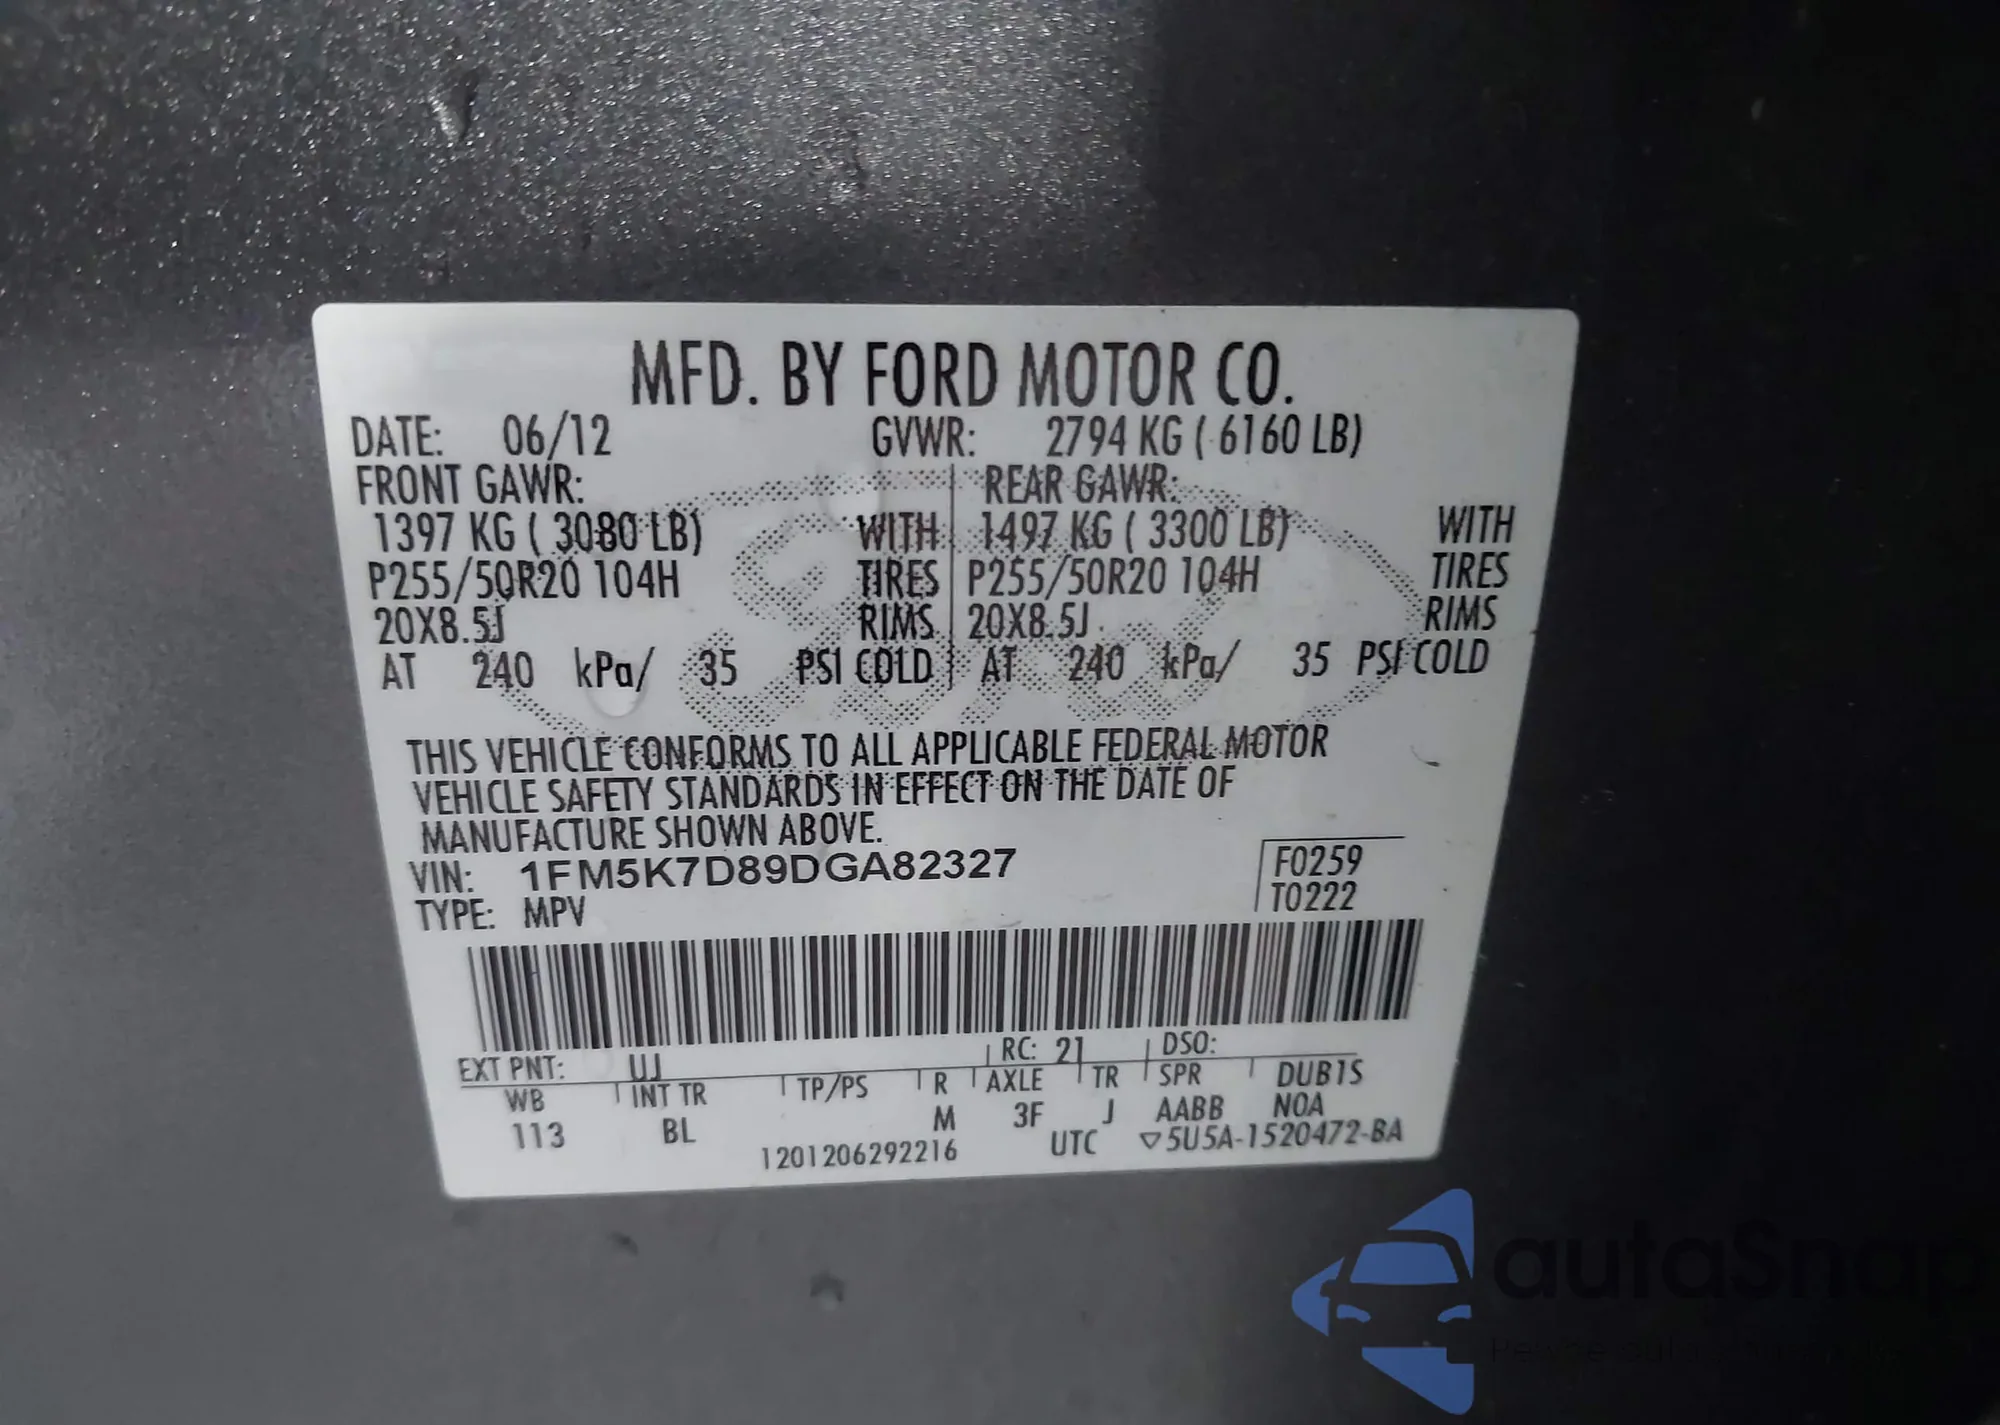 MFD. BY FORD MOTOR CO.
DATE: 06/12 GVWR: 2794 KG ( 6160 LB)
FRONT GAWR: REAR GAWR:
1397 KG ( 3080 LB) WITH 1497 KG ( 3300 LB) WITH
P255/50R20 104H TIRES P255/50R20 104H TIRES
20X8.5J RIMS 20X8.5J RIMS
AT 240 kPa/ 35 PSI COLD AT 240 kPa/ 35 PSI COLD
THIS VEHICLE CONFORMS TO ALL APPLICABLE FEDERAL MOTOR
VEHICLE SAFETY STANDARDS IN EFFECT ON THE DATE OF
MANUFACTURE SHOWN ABOVE.
VIN: 1FM5K7D89DGA82327 F0259
TYPE: MPV T0222
EXT PNT: UJ RC: 21 DSO:
WB INT TR TP/PS R AXLE TR SPR DUB1S
113 BL M 3F J AABB N0A
1201206292216 UTC ▽5U5A-1520472-BA
autaSnap